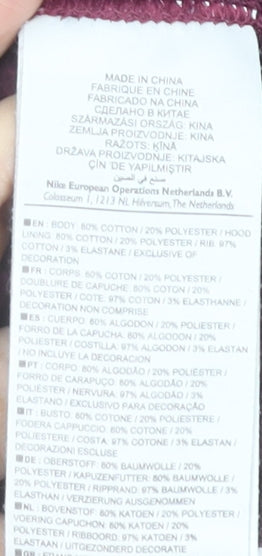 MADE IN CHINA
FABRIQUE EN CHINE
FABRICADO NA CHINA
СДЕЛАНО В КИТАЕ
SZÁRMAZÁSI ORSZÁG: KÍNA
ZEMLJA PROIZVODNJE: KINA
RAŽOTS: ĶĪNĀ
DRŽAVA PROIZVODNJE: KITAJSKA
ÇİN 'DE YAPILMIŞTIR
صنع في الصين
Nike European Operations Netherlands B.V.
Colosseum 1, 1213 NL Hilversum, The Netherlands
■EN : BODY: 80% COTTON / 20% POLYESTER / HOOD
LINING: 80% COTTON / 20% POLYESTER / RIB: 97%
COTTON / 3% ELASTANE / EXCLUSIVE OF
DECORATION
■FR : CORPS: 80% COTON / 20% POLYESTER /
DOUBLURE DE CAPUCHE: 80% COTON / 20%
POLYESTER / COTE: 97% COTON / 3% ELASTHANNE /
DECORATION NON COMPRISE
■ES : CUERPO: 80% ALGODON / 20% POLIESTER /
FORRO DE LA CAPUCHA: 80% ALGODON / 20%
POLIESTER / COSTILLA: 97% ALGODON / 3% ELASTAN
/ NO INCLUYE LA DECORACION
■PT : CORPO: 80% ALGODÃO / 20% POLIÉSTER /
FORRO DE CARAPUÇO: 80% ALGODÃO / 20%
POLIÉSTER / NERVURA: 97% ALGODÃO / 3%
ELASTANO / EXCLUSIVO PARA DECORAÇÃO
■IT : BUSTO: 80% COTONE / 20% POLIESTERE /
FODERA CAPPUCCIO: 80% COTONE / 20%
POLIESTERE / COSTA: 97% COTONE / 3% ELASTAN /
DECORAZIONI ESCLUSE
■DE : OBERSTOFF: 80% BAUMWOLLE / 20%
POLYESTER / KAPUZENFUTTER: 80% BAUMWOLLE /
20% POLYESTER / RIPPRAND: 97% BAUMWOLLE / 3%
ELASTHAN / VERZIERUNG AUSGENOMMEN
■NL : BOVENSTOF: 80% KATOEN / 20% POLYESTER /
VOERING CAPUCHON: 80% KATOEN / 20%
POLYESTER / RIBBOORD: 97% KATOEN / 3%
ELASTAAN / UITGEZONDERD DECORATIE